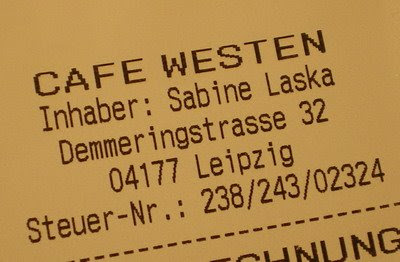 CAFE WESTEN
Inhaber: Sabine Laska
Demmeringstrasse 32
04177 Leipzig
Steuer-Nr.: 238/243/02324
--------------------